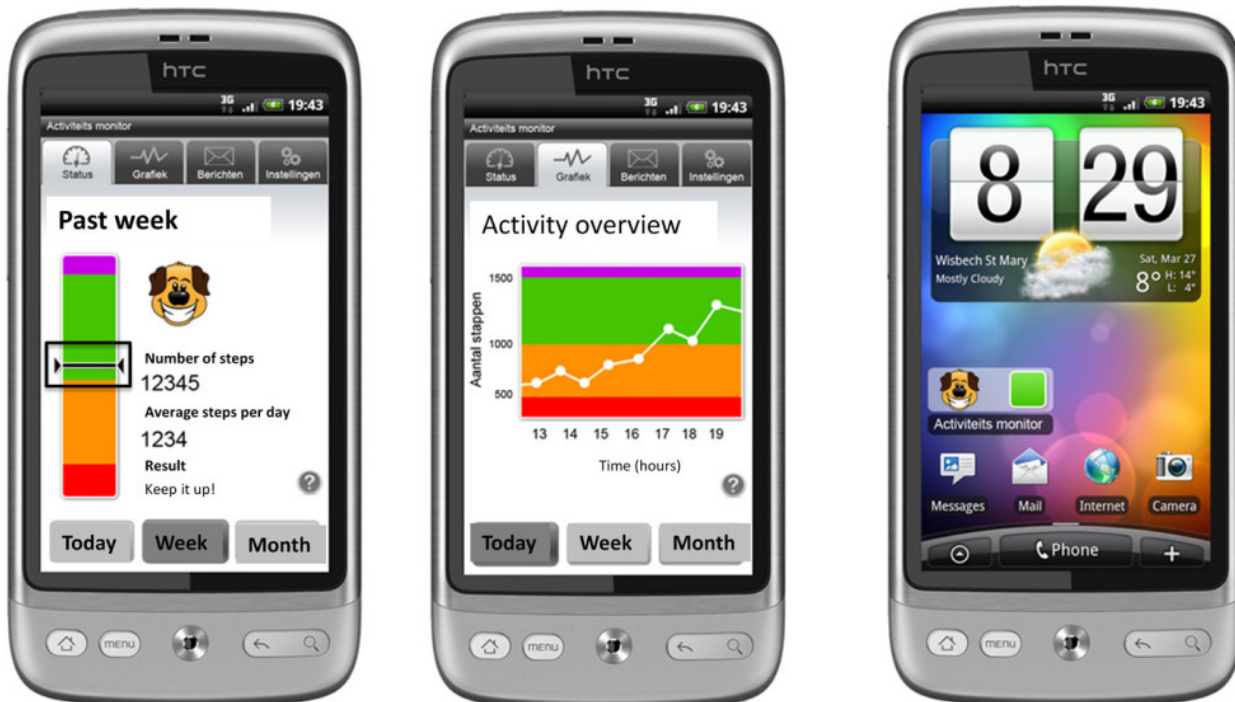 hTC
3G 19:43
Activiteits monitor
Status Grafiek Berichten Instellingen
Past week
Number of steps
12345
Average steps per day
1234
Result
Keep it up!
?
Today Week Month
menu
hTC
3G 19:43
Activiteits monitor
Status Grafiek Berichten Instellingen
Activity overview
Aantal stappen
1500
1000
500
13 14 15 16 17 18 19
Time (hours)
?
Today Week Month
menu
hTC
3G 19:43
8 29
Wisbech St Mary Sat, Mar 27
Mostly Cloudy 8° H: 14°
L: 4°
Activiteits monitor
Messages Mail Internet Camera
Phone +
menu